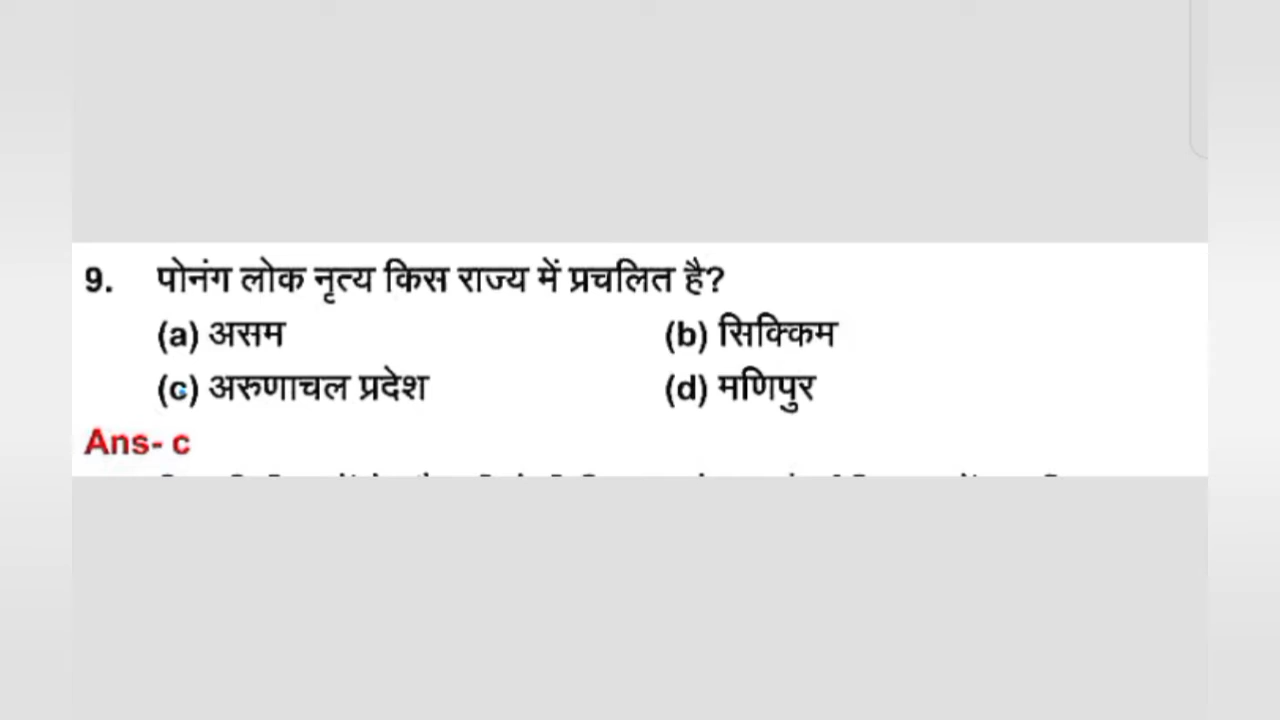 9. पोनंग लोक नृत्य किस राज्य में प्रचलित है?
(a) असम (b) सिक्किम
(c) अरुणाचल प्रदेश (d) मणिपुर
Ans- c